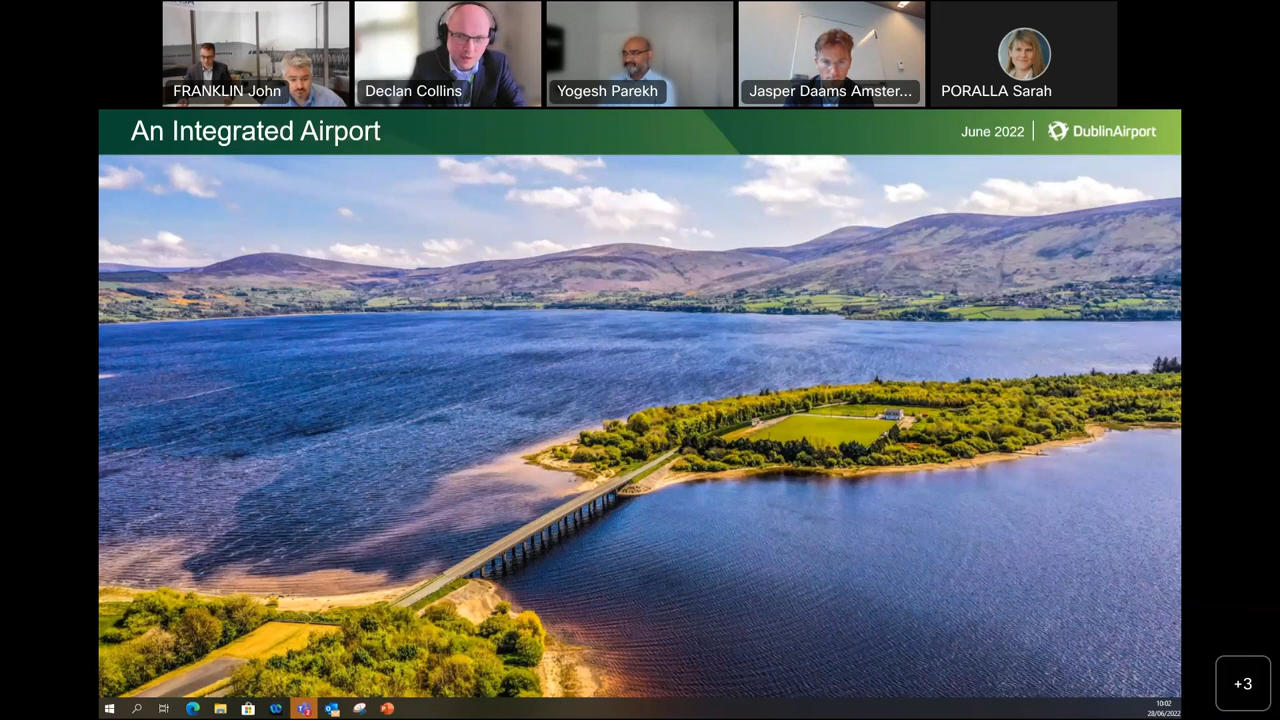 FRANKLIN John
Declan Collins
Yogesh Parekh
Jasper Daams Amster...
PORALLA Sarah
An Integrated Airport
June 2022
DublinAirport
+3
10:02
28/06/2022